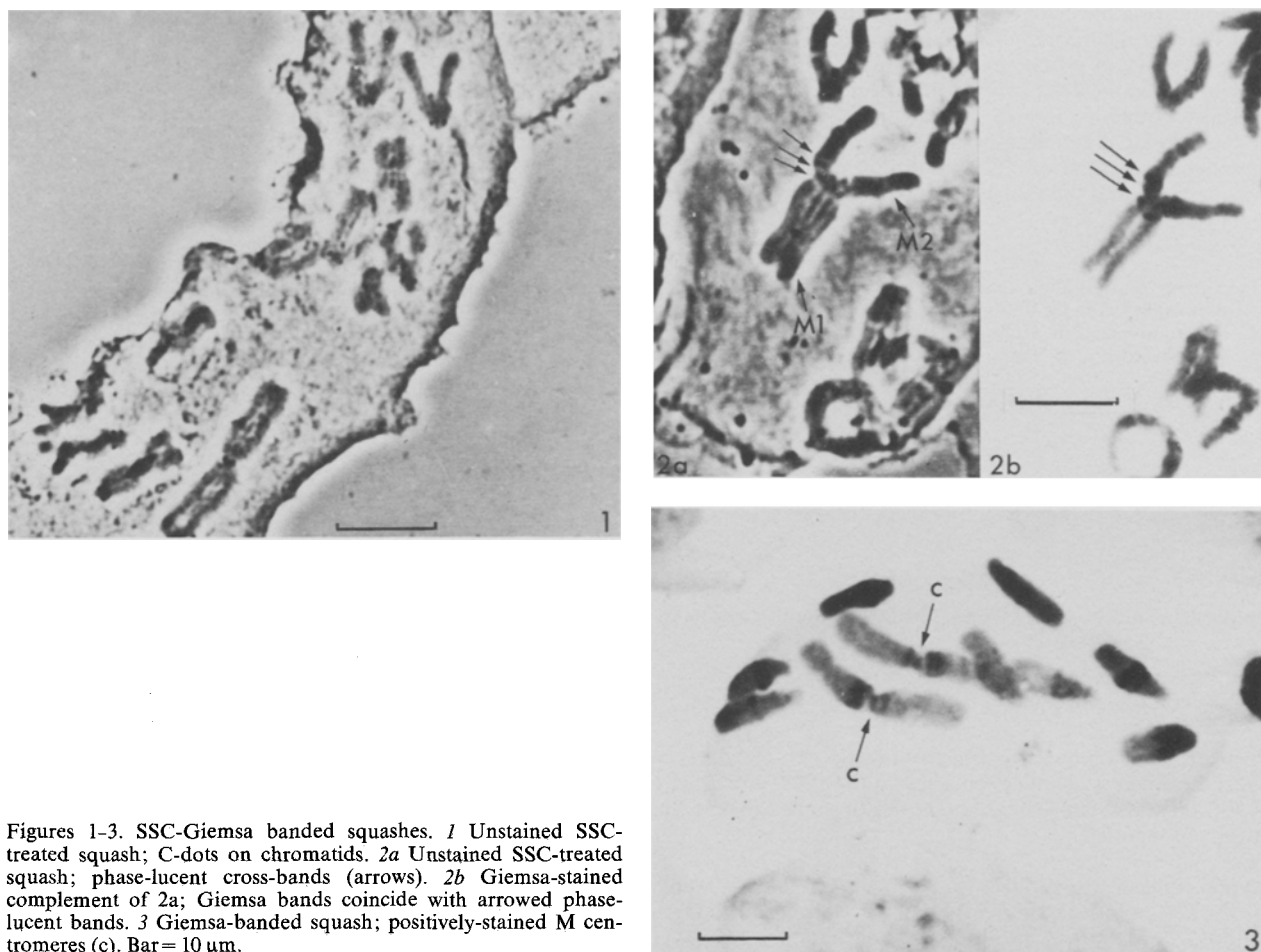 1
2a
M1
M2
2b
c
c
3
Figures 1-3. SSC-Giemsa banded squashes. 1 Unstained SSC-
treated squash; C-dots on chromatids. 2a Unstained SSC-treated
squash; phase-lucent cross-bands (arrows). 2b Giemsa-stained
complement of 2a; Giemsa bands coincide with arrowed phase-
lucent bands. 3 Giemsa-banded squash; positively-stained M cen-
tromeres (c). Bar = 10 um.